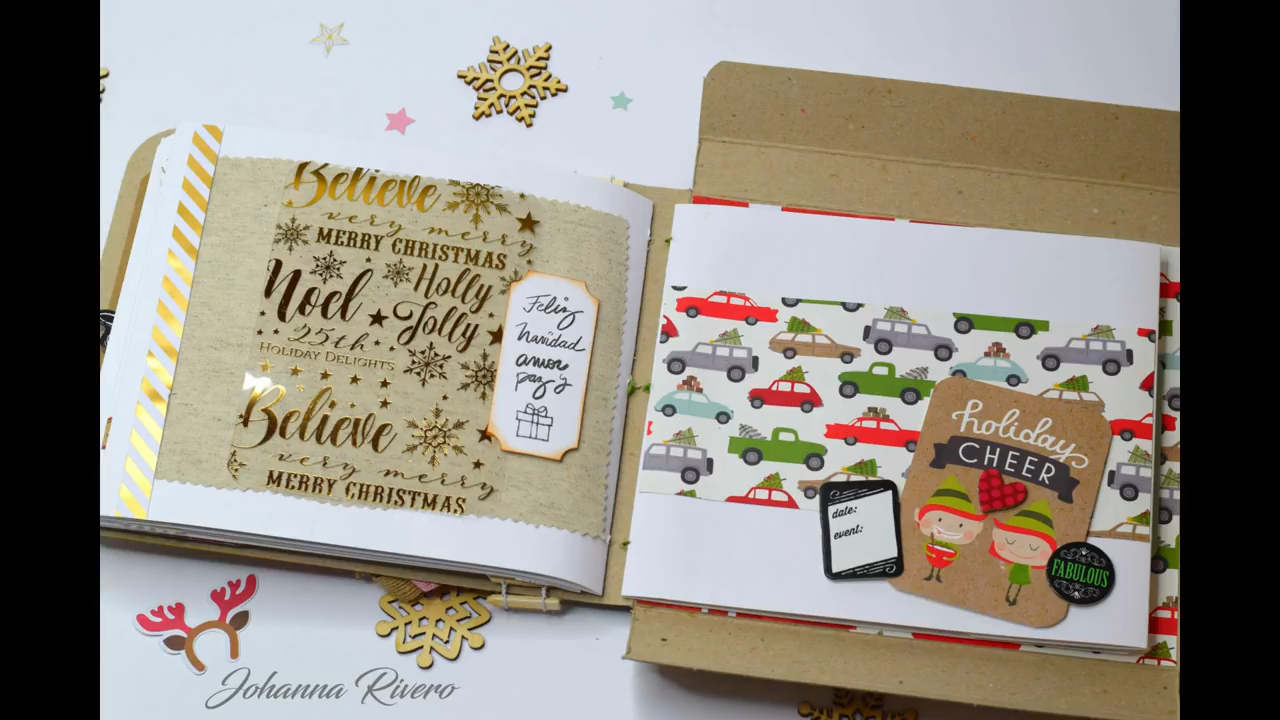 Believe
very merry
MERRY CHRISTMAS
Noel
Holly
Jolly
25th
HOLIDAY DELIGHTS
Believe
very merry
MERRY CHRISTMAS
Feliz
navidad
amor
paz y
holiday
CHEER
date:
event:
FABULOUS
Johanna Rivero